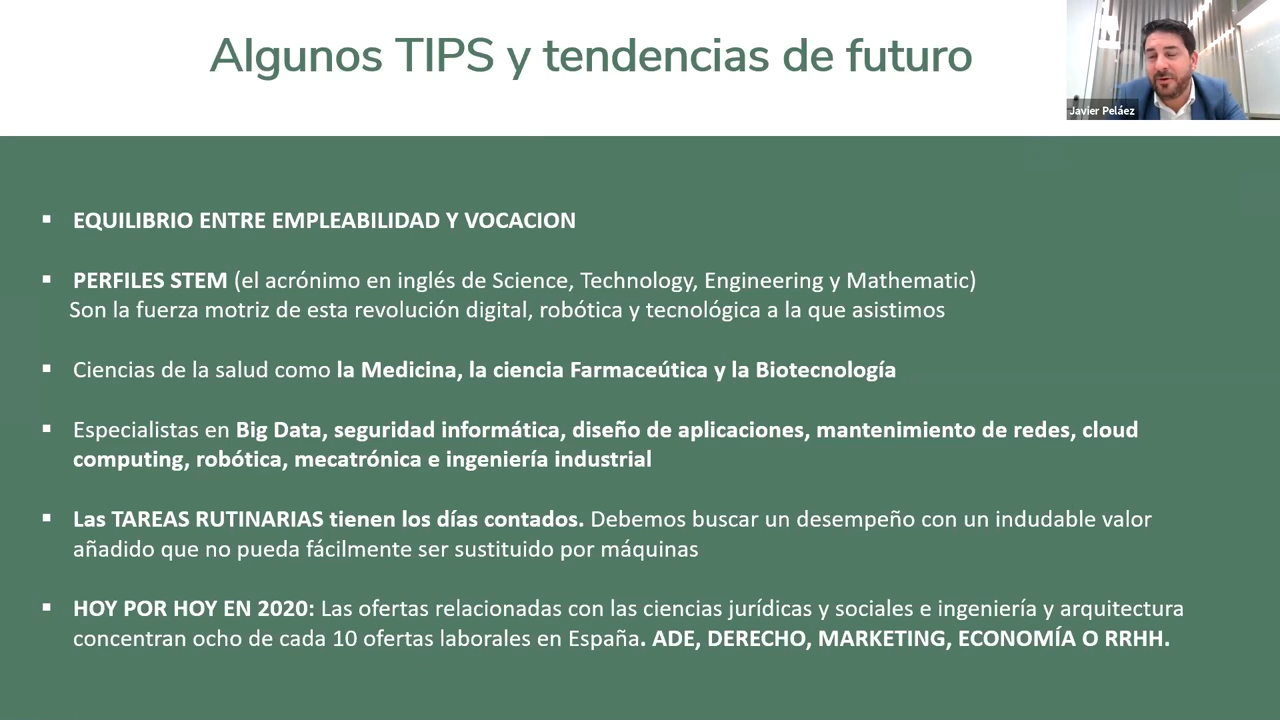 Algunos TIPS y tendencias de futuro
Javier Peláez
▪ EQUILIBRIO ENTRE EMPLEABILIDAD Y VOCACION
▪ PERFILES STEM (el acrónimo en inglés de Science, Technology, Engineering y Mathematic)
Son la fuerza motriz de esta revolución digital, robótica y tecnológica a la que asistimos
▪ Ciencias de la salud como la Medicina, la ciencia Farmaceútica y la Biotecnología
▪ Especialistas en Big Data, seguridad informática, diseño de aplicaciones, mantenimiento de redes, cloud
computing, robótica, mecatrónica e ingeniería industrial
▪ Las TAREAS RUTINARIAS tienen los días contados. Debemos buscar un desempeño con un indudable valor
añadido que no pueda fácilmente ser sustituido por máquinas
▪ HOY POR HOY EN 2020: Las ofertas relacionadas con las ciencias jurídicas y sociales e ingeniería y arquitectura
concentran ocho de cada 10 ofertas laborales en España. ADE, DERECHO, MARKETING, ECONOMÍA O RRHH.